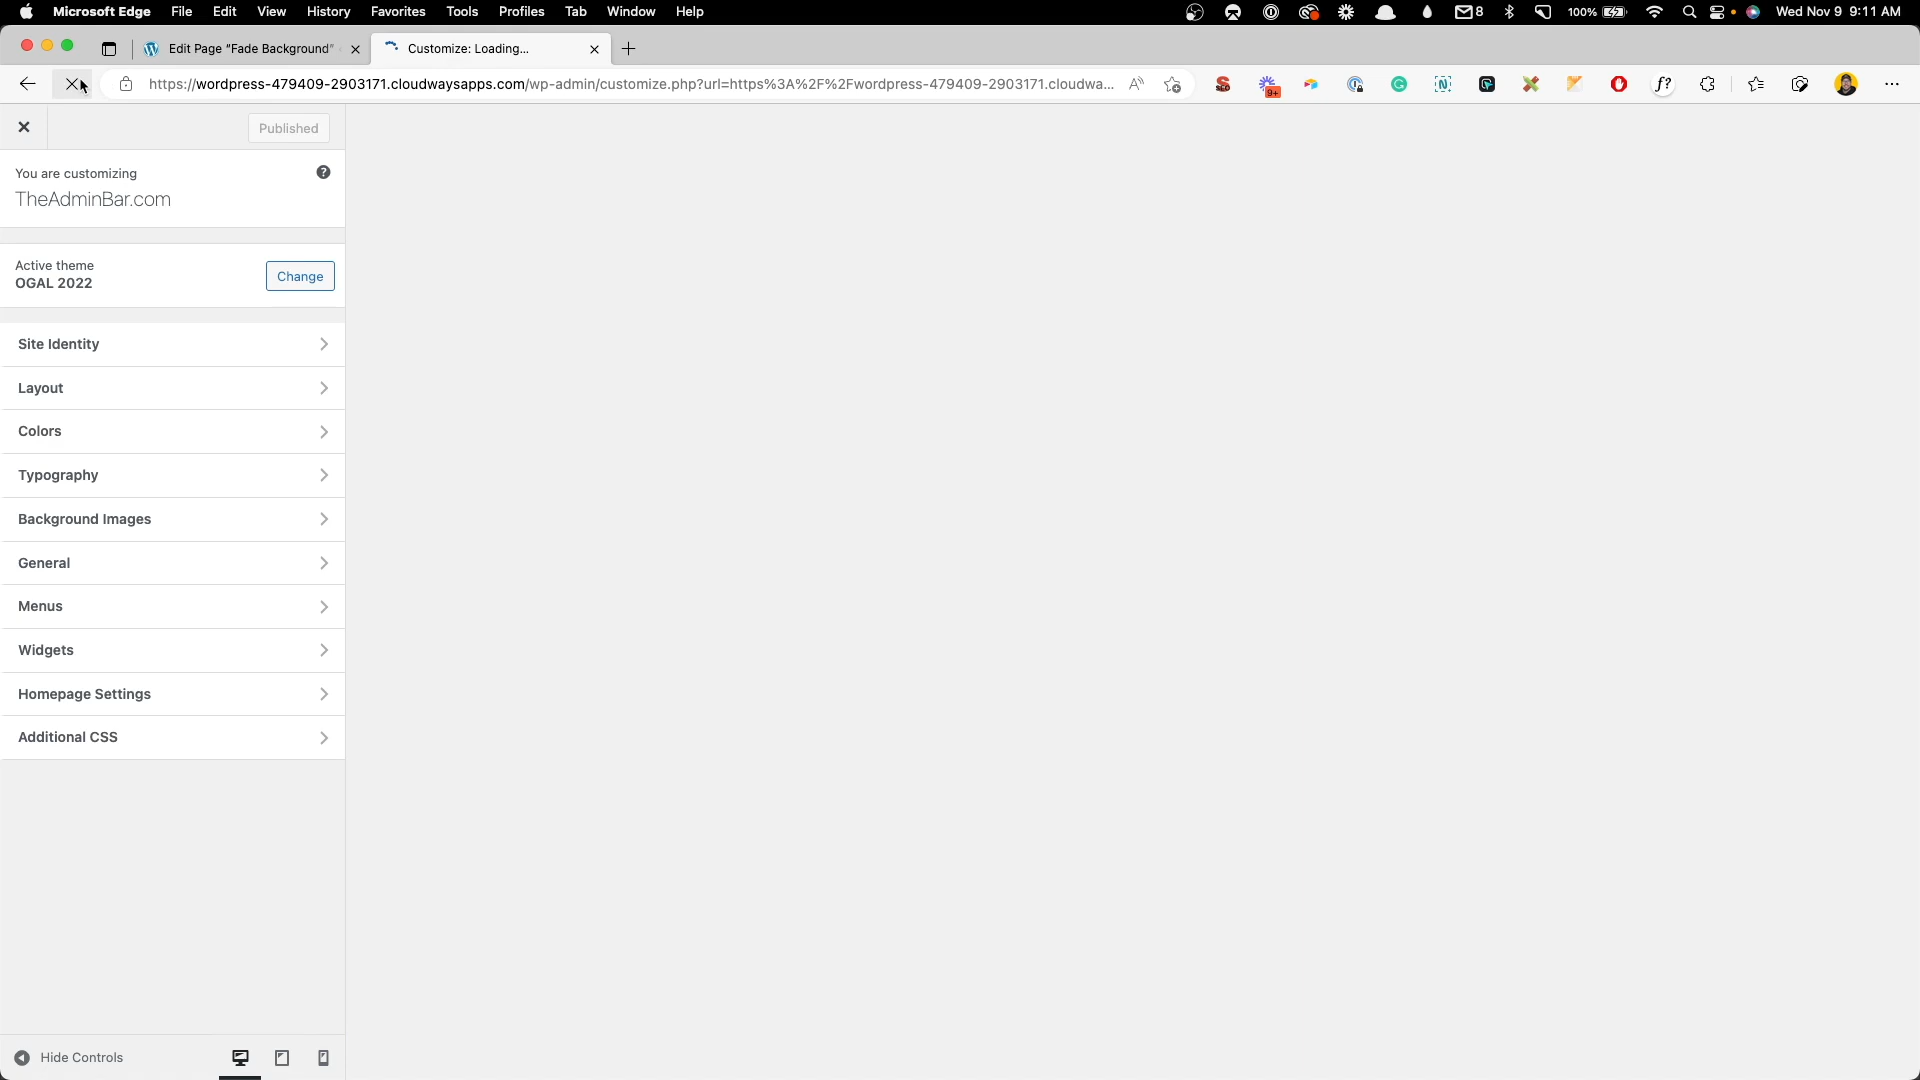 Microsoft Edge File Edit View History Favorites Tools Profiles Tab Window Help 8 100% Wed Nov 9 9:11 AM
Edit Page “Fade Background” Customize: Loading...
https://wordpress-479409-2903171.cloudwaysapps.com/wp-admin/customize.php?url=https%3A%2F%2Fwordpress-479409-2903171.cloudwa... 9+ f?
Published
You are customizing
TheAdminBar.com
Active theme
OGAL 2022
Change
Site Identity
Layout
Colors
Typography
Background Images
General
Menus
Widgets
Homepage Settings
Additional CSS
Hide Controls